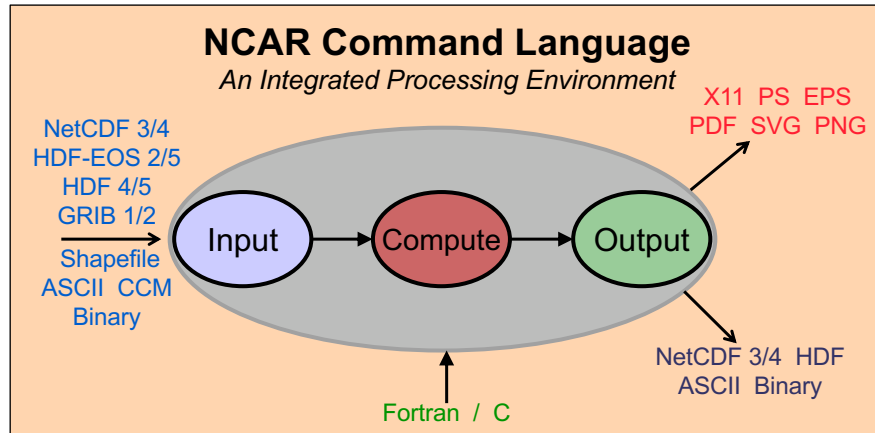 NCAR Command Language
An Integrated Processing Environment
X11 PS EPS
PDF SVG PNG
NetCDF 3/4
HDF-EOS 2/5
HDF 4/5
GRIB 1/2
Shapefile
ASCII CCM
Binary
Input
Compute
Output
NetCDF 3/4 HDF
ASCII Binary
Fortran / C